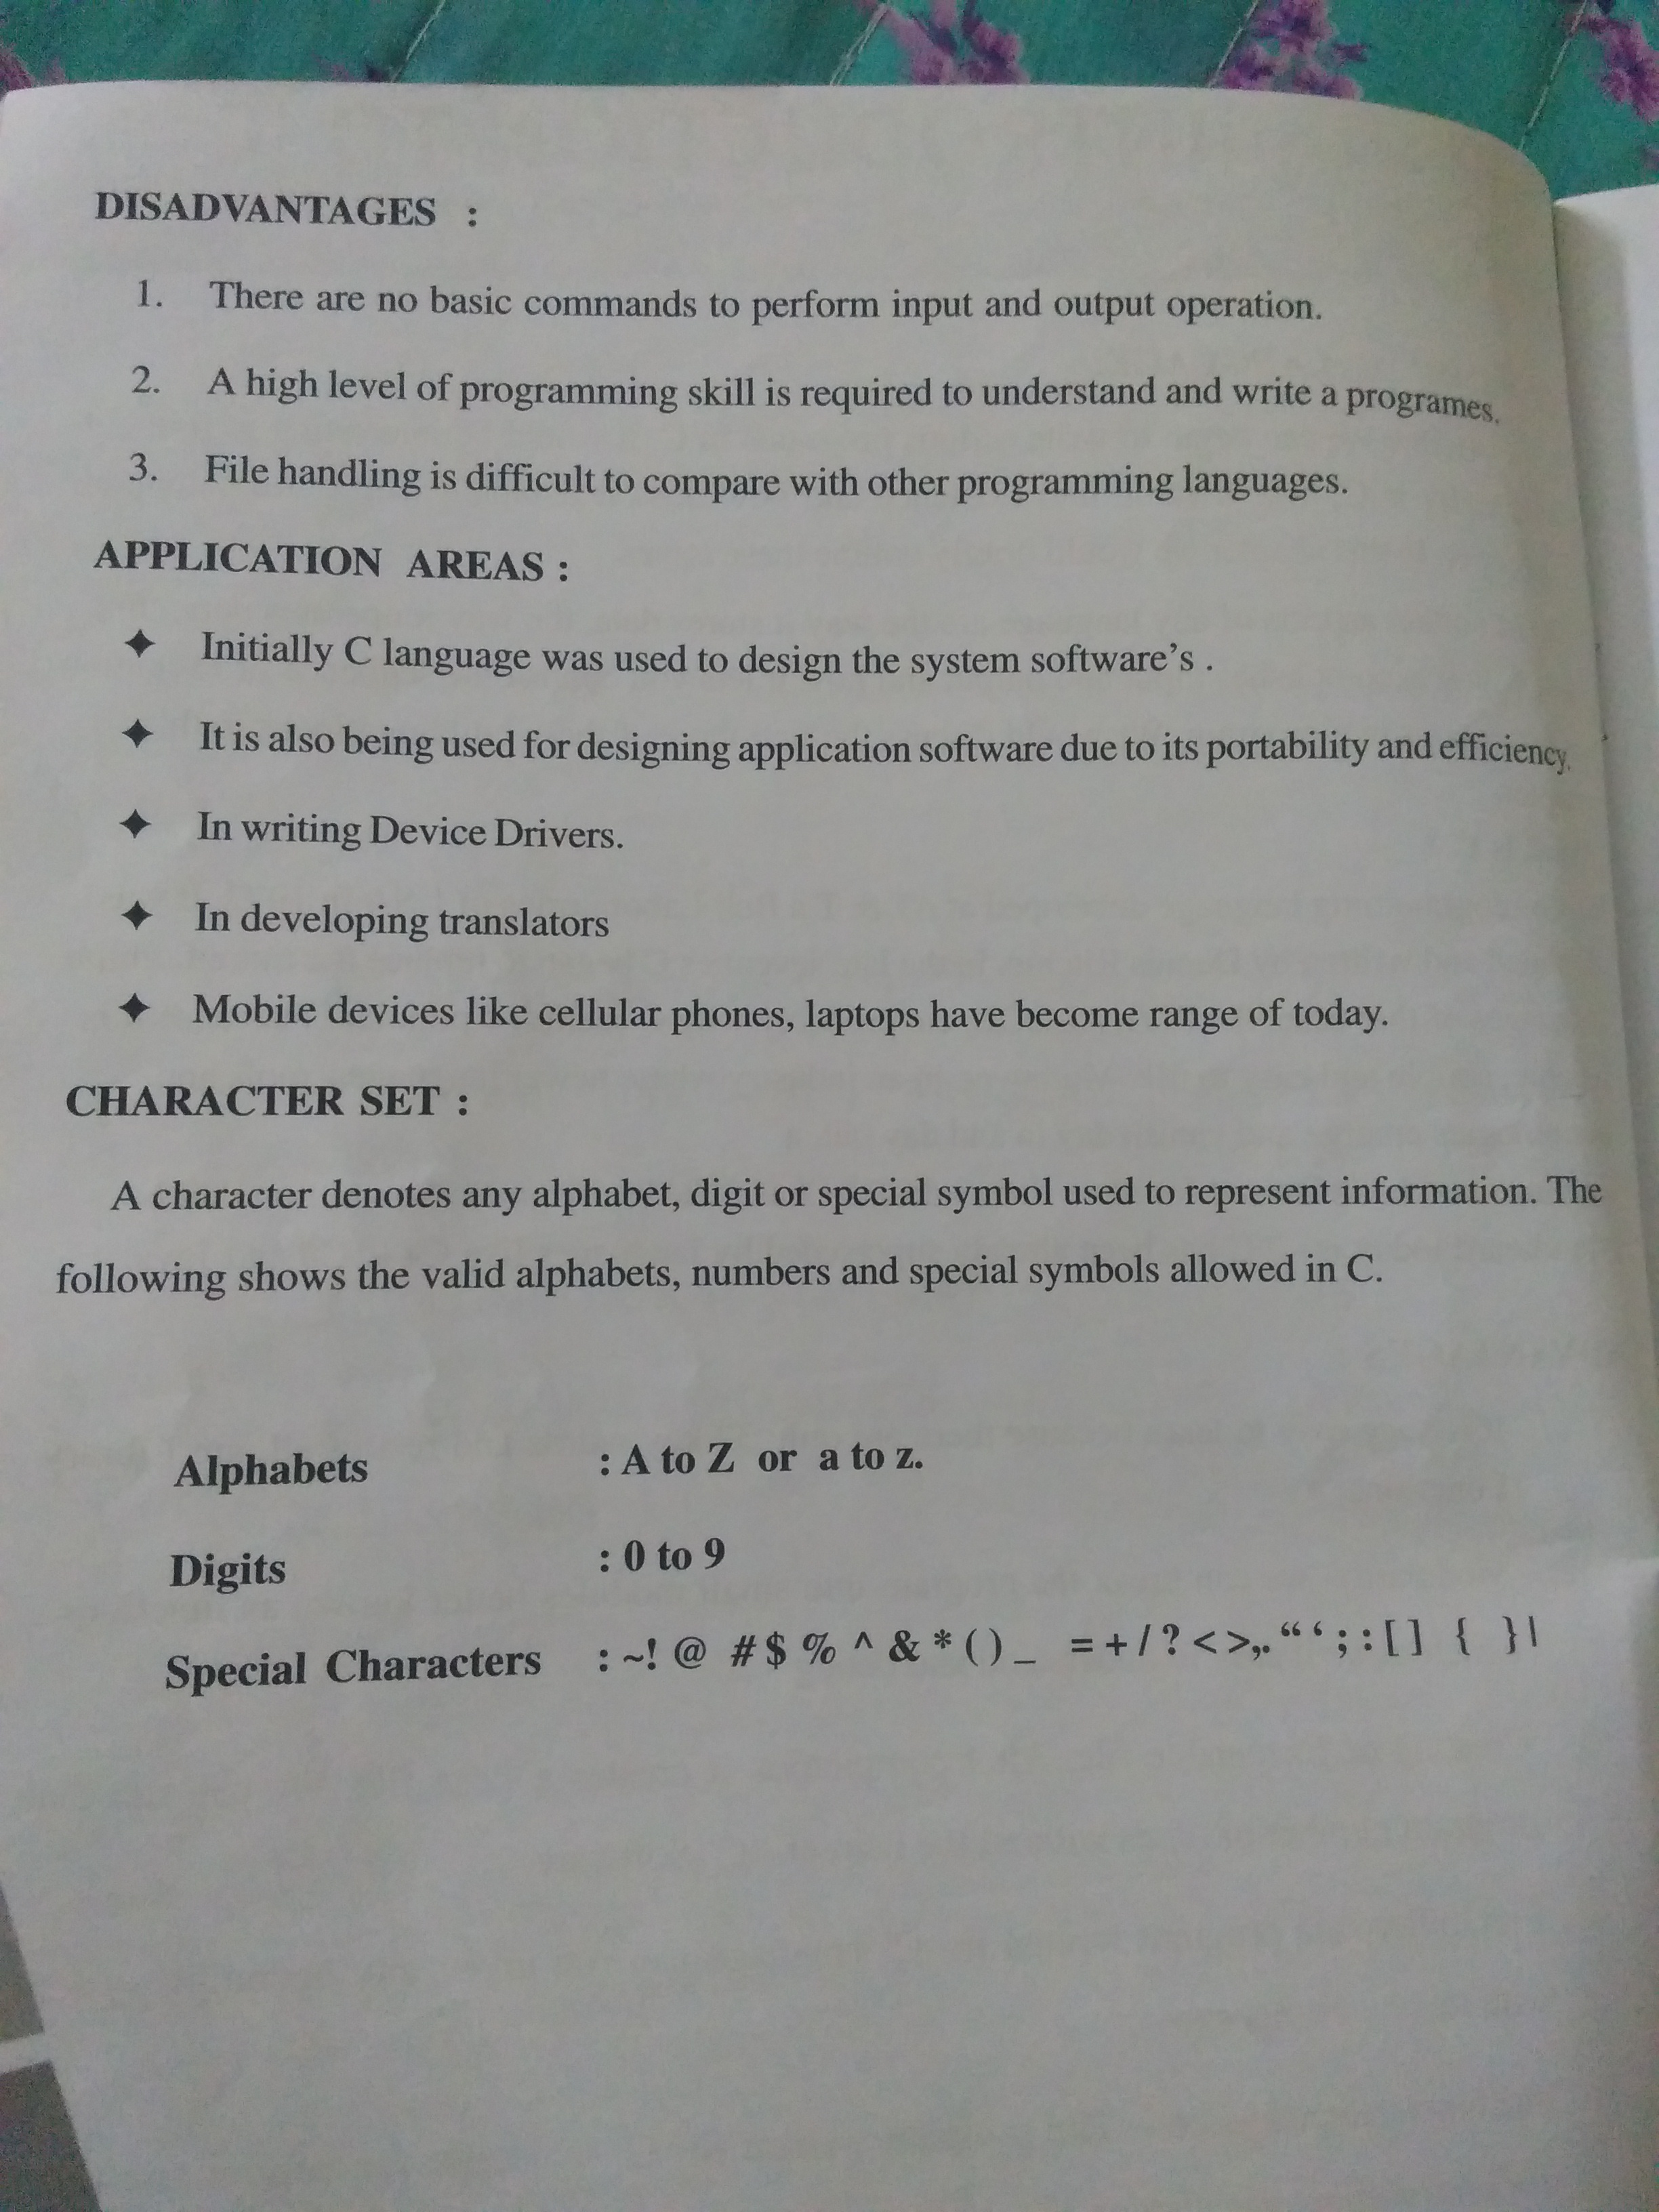 DISADVANTAGES :
1. There are no basic commands to perform input and output operation.
2. A high level of programming skill is required to understand and write a programes.
3. File handling is difficult to compare with other programming languages.
APPLICATION AREAS :
✦ Initially C language was used to design the system software’s .
✦ It is also being used for designing application software due to its portability and efficiency.
✦ In writing Device Drivers.
✦ In developing translators
✦ Mobile devices like cellular phones, laptops have become range of today.
CHARACTER SET :
A character denotes any alphabet, digit or special symbol used to represent information. The
following shows the valid alphabets, numbers and special symbols allowed in C.
Alphabets : A to Z or a to z.
Digits : 0 to 9
Special Characters : ~! @ # $ % ^ & * ( ) _ = + / ? < >,. “ ‘ ; : [ ] { } |